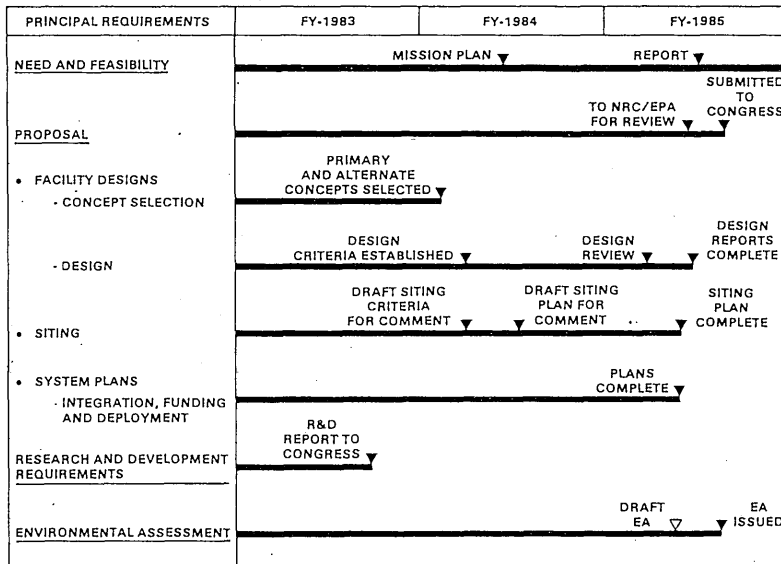 PRINCIPAL REQUIREMENTS
FY-1983
FY-1984
FY-1985
NEED AND FEASIBILITY
MISSION PLAN
REPORT
PROPOSAL
TO NRC/EPA
FOR REVIEW
SUBMITTED
TO
CONGRESS
• FACILITY DESIGNS
- CONCEPT SELECTION
PRIMARY
AND ALTERNATE
CONCEPTS SELECTED
- DESIGN
DESIGN
CRITERIA ESTABLISHED
DESIGN
REVIEW
DESIGN
REPORTS
COMPLETE
• SITING
DRAFT SITING
CRITERIA
FOR COMMENT
DRAFT SITING
PLAN FOR
COMMENT
SITING
PLAN
COMPLETE
• SYSTEM PLANS
- INTEGRATION, FUNDING
AND DEPLOYMENT
PLANS
COMPLETE
RESEARCH AND DEVELOPMENT
REQUIREMENTS
R&D
REPORT TO
CONGRESS
ENVIRONMENTAL ASSESSMENT
DRAFT
EA
EA
ISSUED